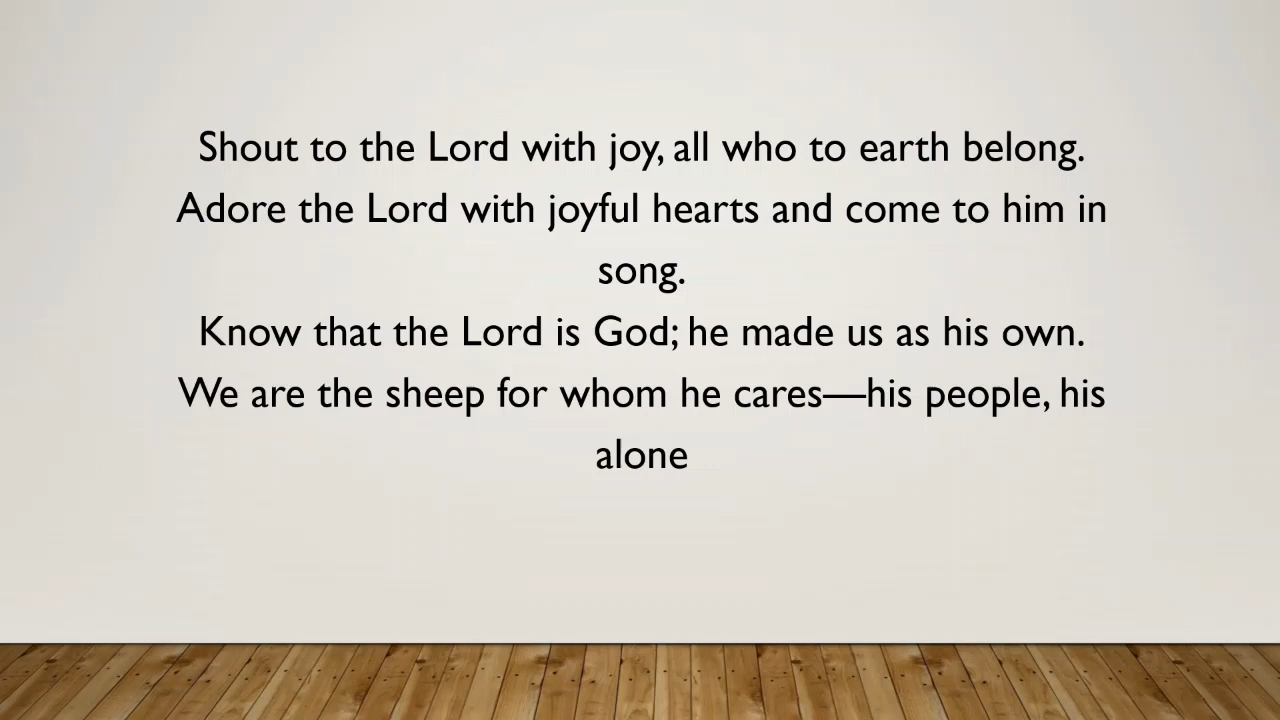 Shout to the Lord with joy, all who to earth belong.
Adore the Lord with joyful hearts and come to him in
song.
Know that the Lord is God; he made us as his own.
We are the sheep for whom he cares—his people, his
alone